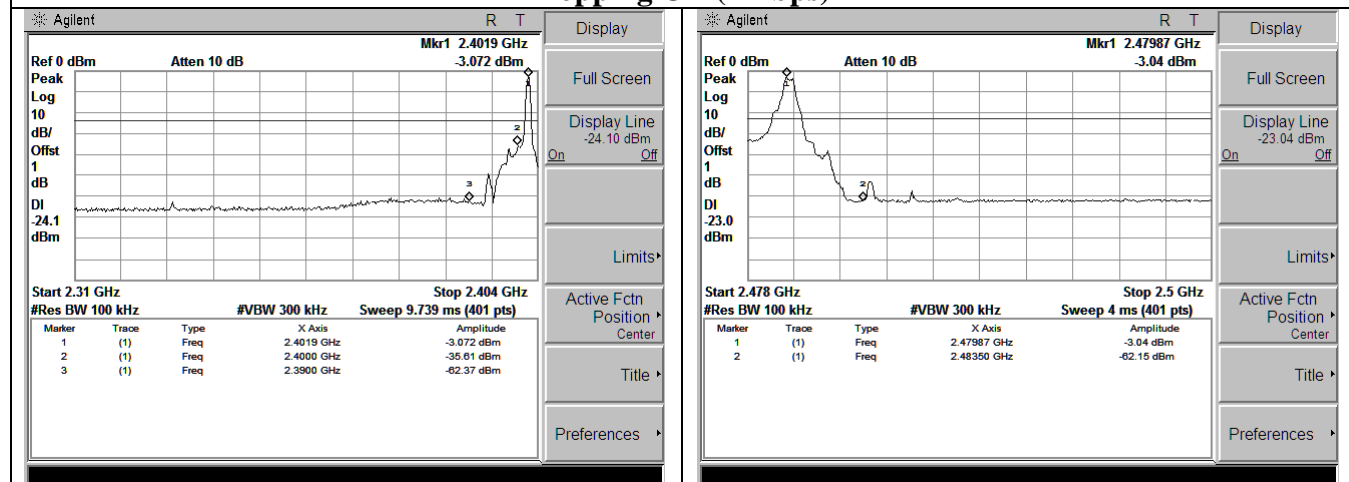 Agilent R T
Mkr1 2.4019 GHz
Ref 0 dBm Atten 10 dB -3.072 dBm
Peak
Log
10
dB/
Offst
1
dB
DI
-24.1
dBm
1
2
3
Start 2.31 GHz Stop 2.404 GHz
#Res BW 100 kHz #VBW 300 kHz Sweep 9.739 ms (401 pts)
Marker Trace Type X Axis Amplitude
1 (1) Freq 2.4019 GHz -3.072 dBm
2 (1) Freq 2.4000 GHz -35.61 dBm
3 (1) Freq 2.3900 GHz -62.37 dBm
Display
Full Screen
Display Line
-24.10 dBm
On Off
Limits
Active Fctn
Position
Center
Title
Preferences
Agilent R T
Mkr1 2.47987 GHz
Ref 0 dBm Atten 10 dB -3.04 dBm
Peak
Log
10
dB/
Offst
1
dB
DI
-23.0
dBm
1
2
Start 2.478 GHz Stop 2.5 GHz
#Res BW 100 kHz #VBW 300 kHz Sweep 4 ms (401 pts)
Marker Trace Type X Axis Amplitude
1 (1) Freq 2.47987 GHz -3.04 dBm
2 (1) Freq 2.48350 GHz -62.15 dBm
Display
Full Screen
Display Line
-23.04 dBm
On Off
Limits
Active Fctn
Position
Center
Title
Preferences